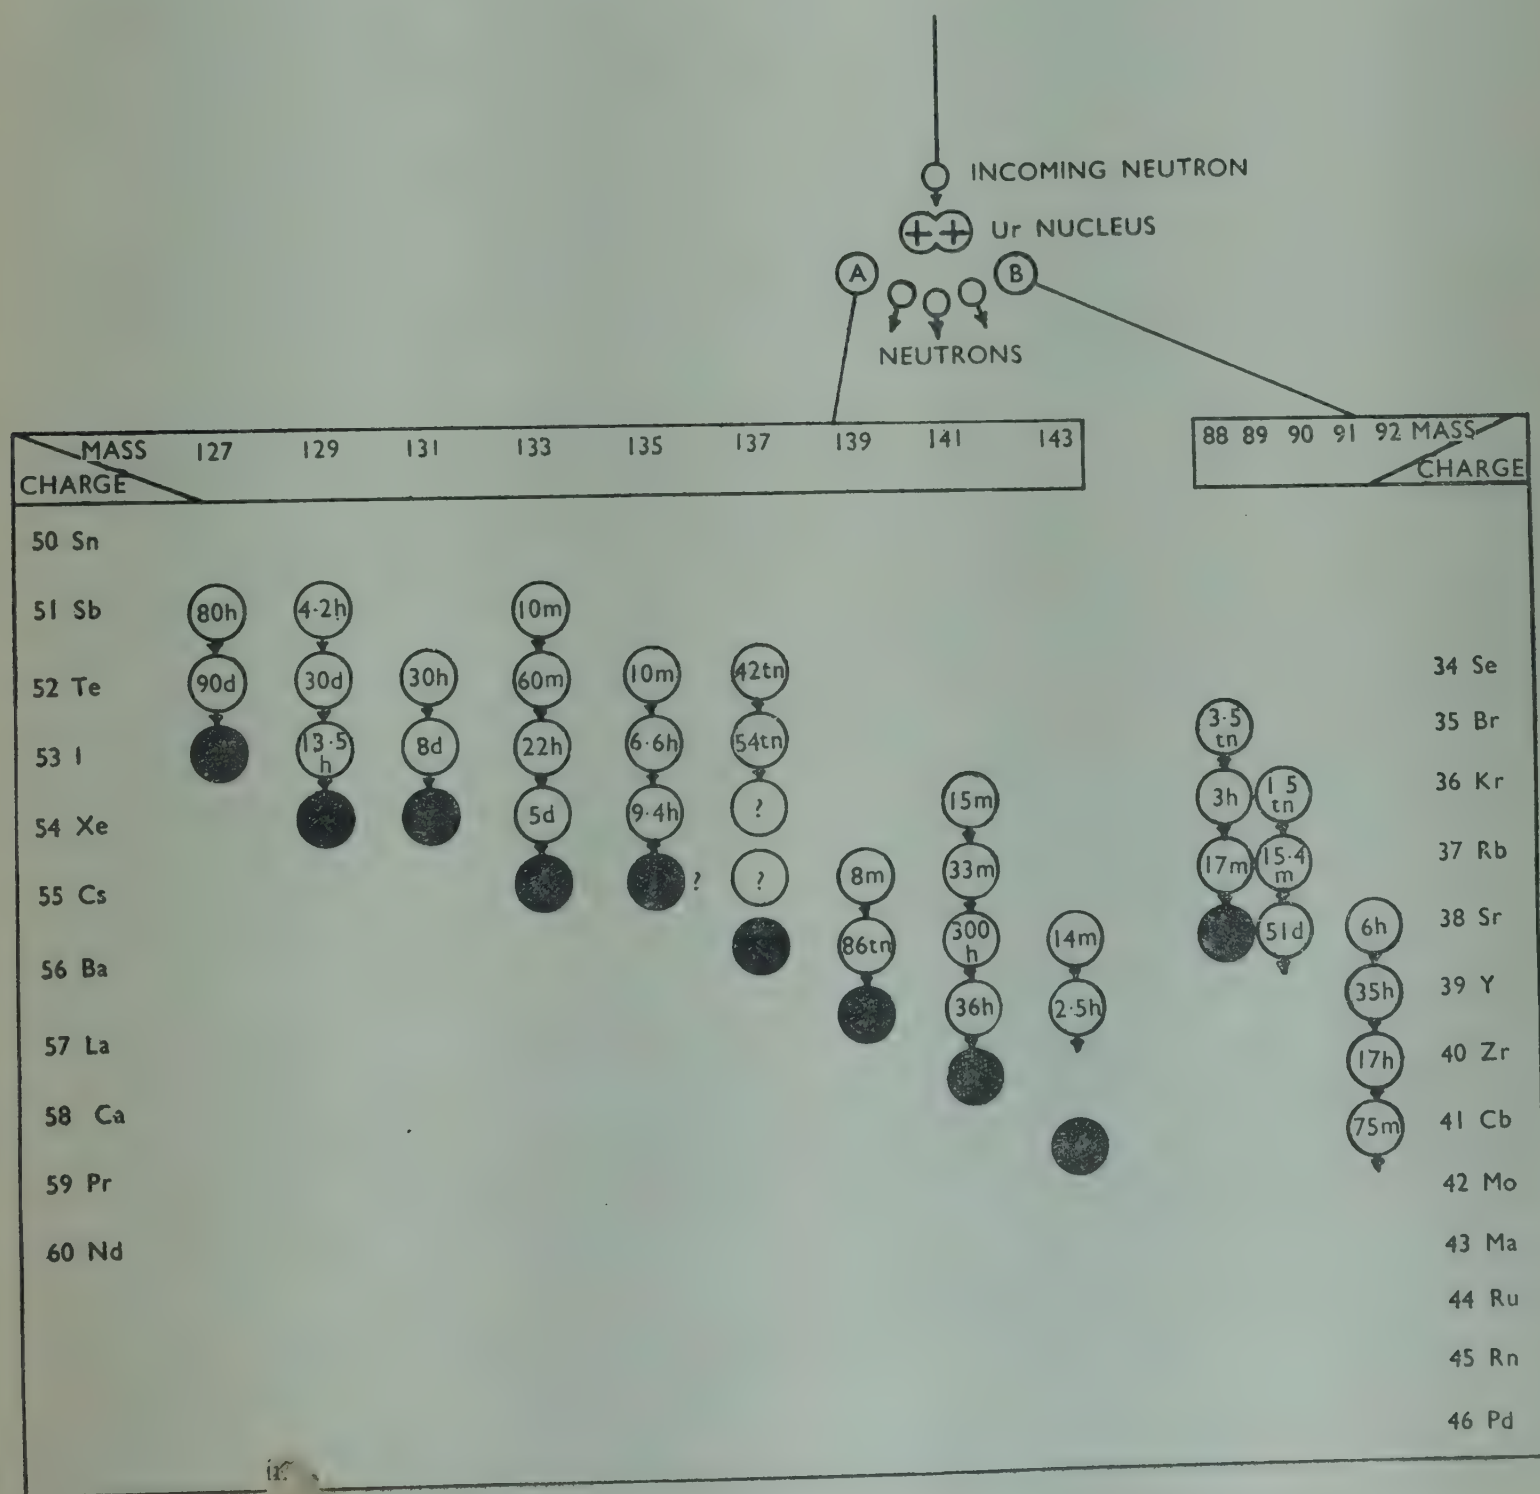 INCOMING NEUTRON
Ur NUCLEUS
A B
NEUTRONS
MASS 127 129 131 133 135 137 139 141 143
CHARGE
88 89 90 91 92 MASS
CHARGE
50 Sn
51 Sb 80h 4·2h 10m
52 Te 90d 30d 30h 60m 10m 42tn
53 I 13·5 h 8d 22h 6·6h 54tn
54 Xe 5d 9·4h ? 15m
55 Cs ? ? 8m 33m
56 Ba 86tn 300 h 14m
57 La 36h 2·5h
58 Ca
59 Pr
60 Nd
34 Se
3·5 tn 35 Br
3h 1 5 tn 36 Kr
17m 15·4 m 37 Rb
51d 6h 38 Sr
35h 39 Y
17h 40 Zr
75m 41 Cb
42 Mo
43 Ma
44 Ru
45 Rn
46 Pd